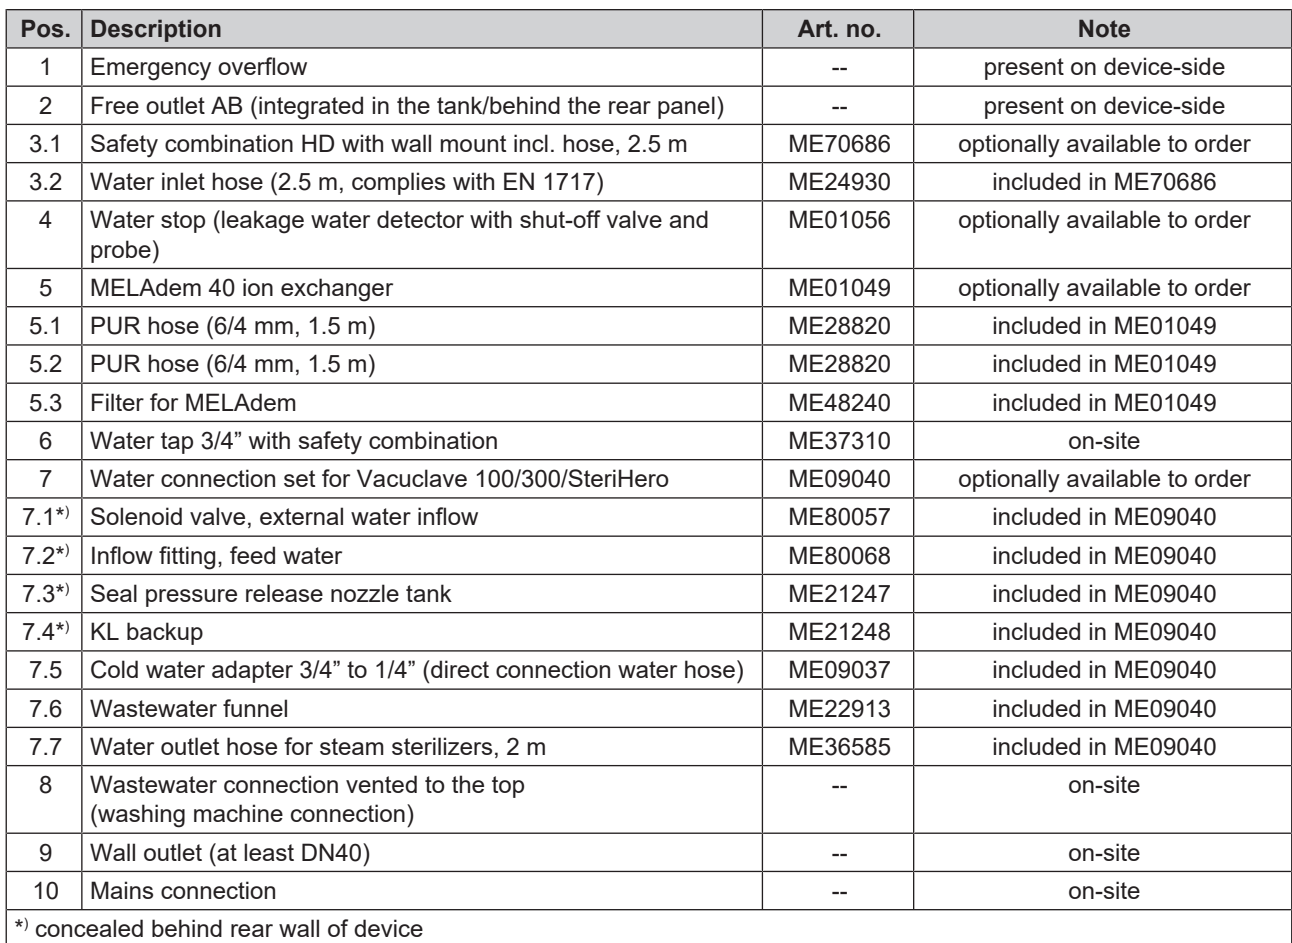 Pos. Description Art. no. Note
1 Emergency overflow -- present on device-side
2 Free outlet AB (integrated in the tank/behind the rear panel) -- present on device-side
3.1 Safety combination HD with wall mount incl. hose, 2.5 m ME70686 optionally available to order
3.2 Water inlet hose (2.5 m, complies with EN 1717) ME24930 included in ME70686
4 Water stop (leakage water detector with shut-off valve and ME01056 optionally available to order
probe)
5 MELAdem 40 ion exchanger ME01049 optionally available to order
5.1 PUR hose (6/4 mm, 1.5 m) ME28820 included in ME01049
5.2 PUR hose (6/4 mm, 1.5 m) ME28820 included in ME01049
5.3 Filter for MELAdem ME48240 included in ME01049
6 Water tap 3/4” with safety combination ME37310 on-site
7 Water connection set for Vacuclave 100/300/SteriHero ME09040 optionally available to order
7.1*) Solenoid valve, external water inflow ME80057 included in ME09040
7.2*) Inflow fitting, feed water ME80068 included in ME09040
7.3*) Seal pressure release nozzle tank ME21247 included in ME09040
7.4*) KL backup ME21248 included in ME09040
7.5 Cold water adapter 3/4” to 1/4” (direct connection water hose) ME09037 included in ME09040
7.6 Wastewater funnel ME22913 included in ME09040
7.7 Water outlet hose for steam sterilizers, 2 m ME36585 included in ME09040
8 Wastewater connection vented to the top -- on-site
(washing machine connection)
9 Wall outlet (at least DN40) -- on-site
10 Mains connection -- on-site
*) concealed behind rear wall of device